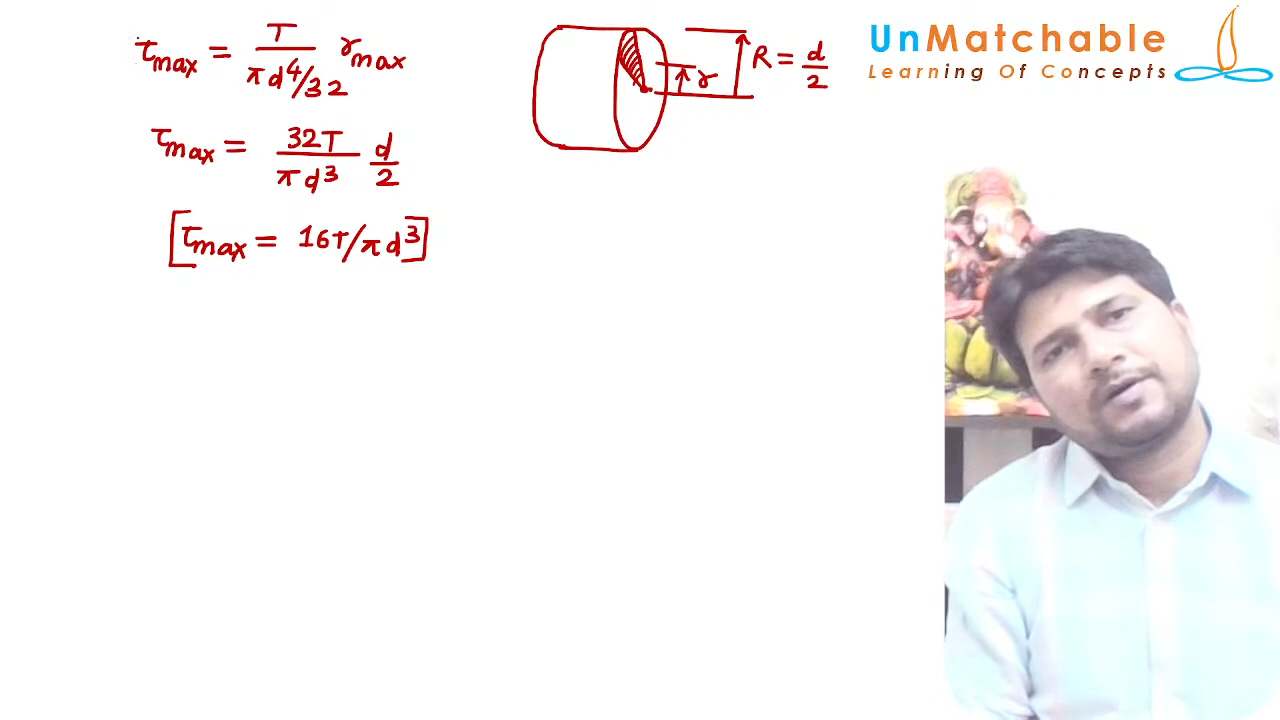 τmax = T / πd⁴/32 rmax
R = d/2
r
τmax = 32T/πd³ d/2
[τmax = 16T/πd³]
UnMatchable
Learning Of Concepts